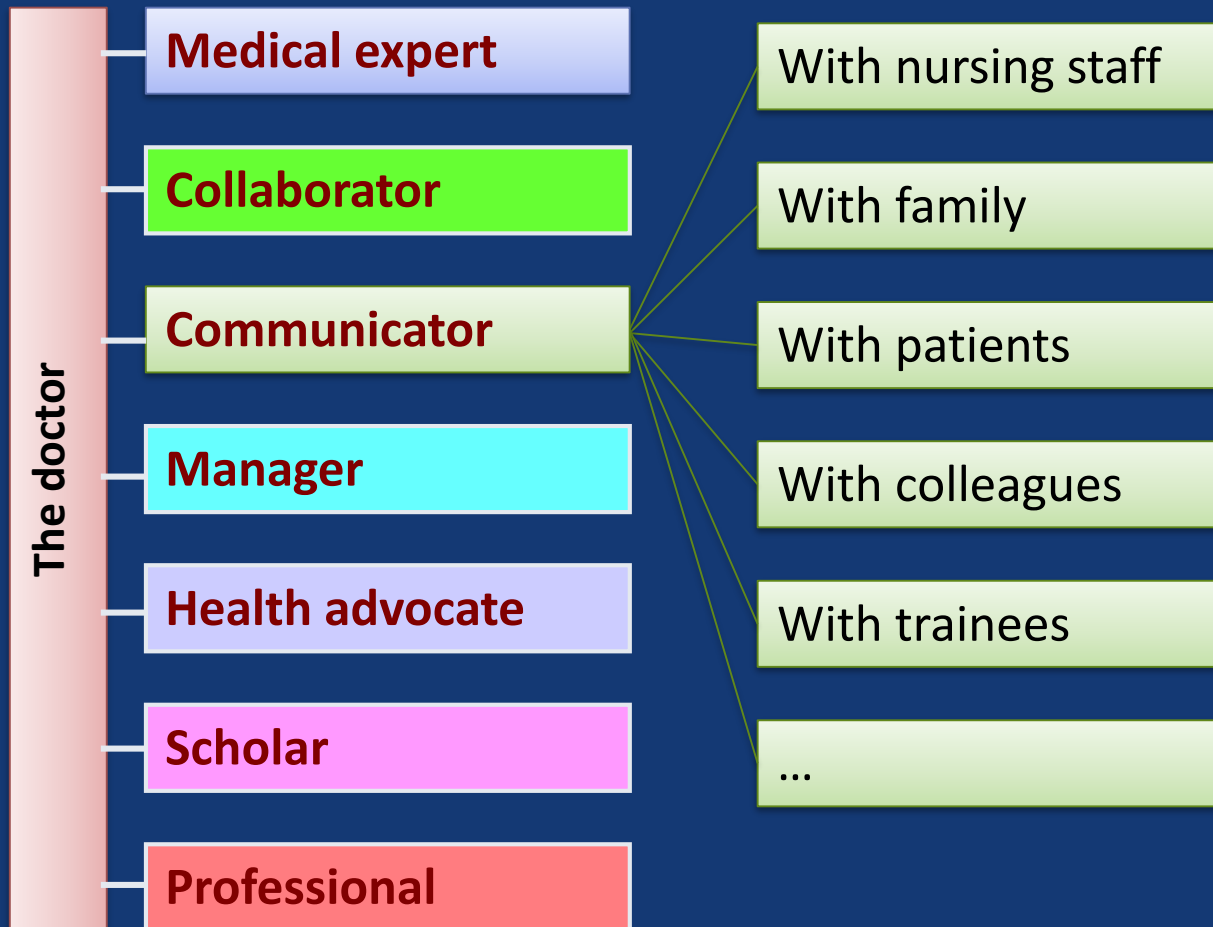 The doctor
Medical expert
Collaborator
Communicator
Manager
Health advocate
Scholar
Professional
With nursing staff
With family
With patients
With colleagues
With trainees
...